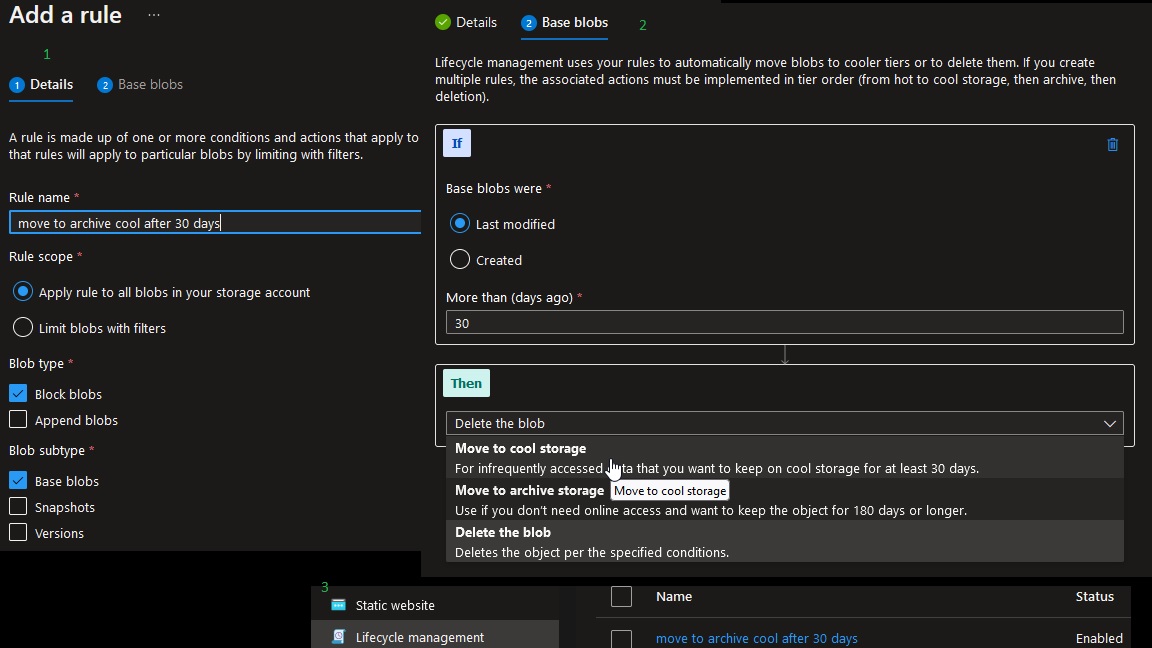 Add a rule ...
1
1 Details 2 Base blobs
A rule is made up of one or more conditions and actions that apply to
that rules will apply to particular blobs by limiting with filters.
Rule name *
move to archive cool after 30 days
Rule scope *
Apply rule to all blobs in your storage account
Limit blobs with filters
Blob type *
Block blobs
Append blobs
Blob subtype *
Base blobs
Snapshots
Versions
Details 2 Base blobs 2
Lifecycle management uses your rules to automatically move blobs to cooler tiers or to delete them. If you create
multiple rules, the associated actions must be implemented in tier order (from hot to cool storage, then archive, then
deletion).
If
Base blobs were *
Last modified
Created
More than (days ago) *
30
Then
Delete the blob
Move to cool storage
For infrequently accessed ta that you want to keep on cool storage for at least 30 days.
Move to archive storage Move to cool storage
Use if you don't need online access and want to keep the object for 180 days or longer.
Delete the blob
Deletes the object per the specified conditions.
3
Static website
Lifecycle management
Name Status
move to archive cool after 30 days Enabled